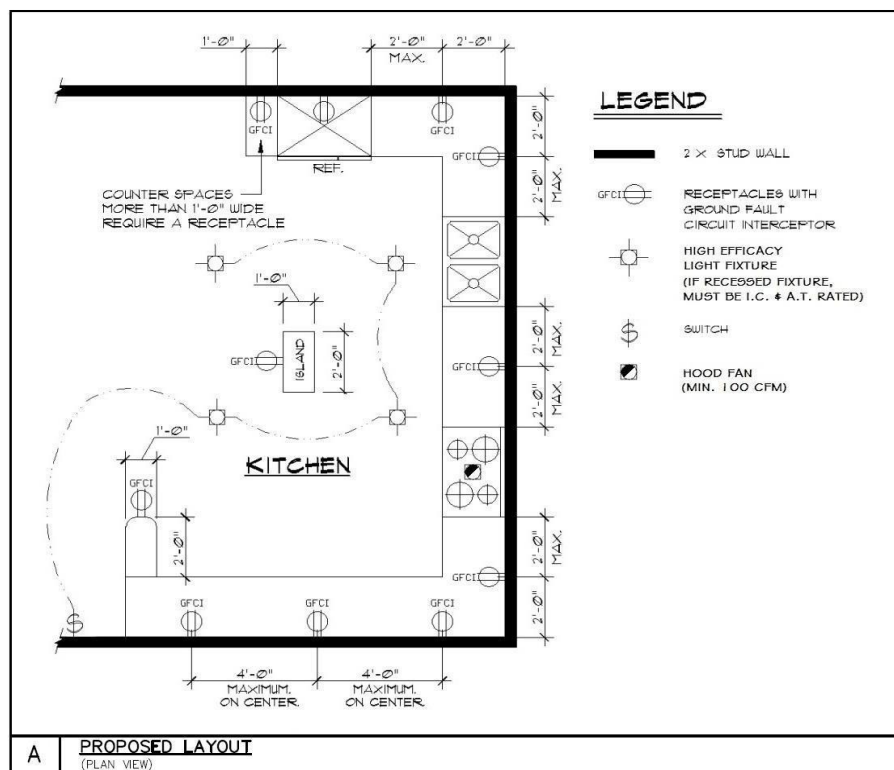 1'-0"
2'-0"
MAX.
2'-0"
GFCI
GFCI
REF.
GFCI
2'-0"
2'-0"
MAX.
COUNTER SPACES
MORE THAN 1'-0" WIDE
REQUIRE A RECEPTACLE
1'-0"
GFCI
ISLAND
2'-0"
GFCI
2'-0"
MAX.
2'-0"
MAX.
KITCHEN
1'-0"
GFCI
2'-0"
GFCI
2'-0"
MAX.
2'-0"
S
GFCI
GFCI
GFCI
4'-0"
MAXIMUM.
ON CENTER.
4'-0"
MAXIMUM
ON CENTER.
LEGEND
2 X STUD WALL
GFCI
RECEPTACLES WITH
GROUND FAULT
CIRCUIT INTERCEPTOR
HIGH EFFICACY
LIGHT FIXTURE
(IF RECESSED FIXTURE,
MUST BE I.C. & A.T. RATED)
S
SWITCH
HOOD FAN
(MIN. 100 CFM)
A
PROPOSED LAYOUT
(PLAN VIEW)